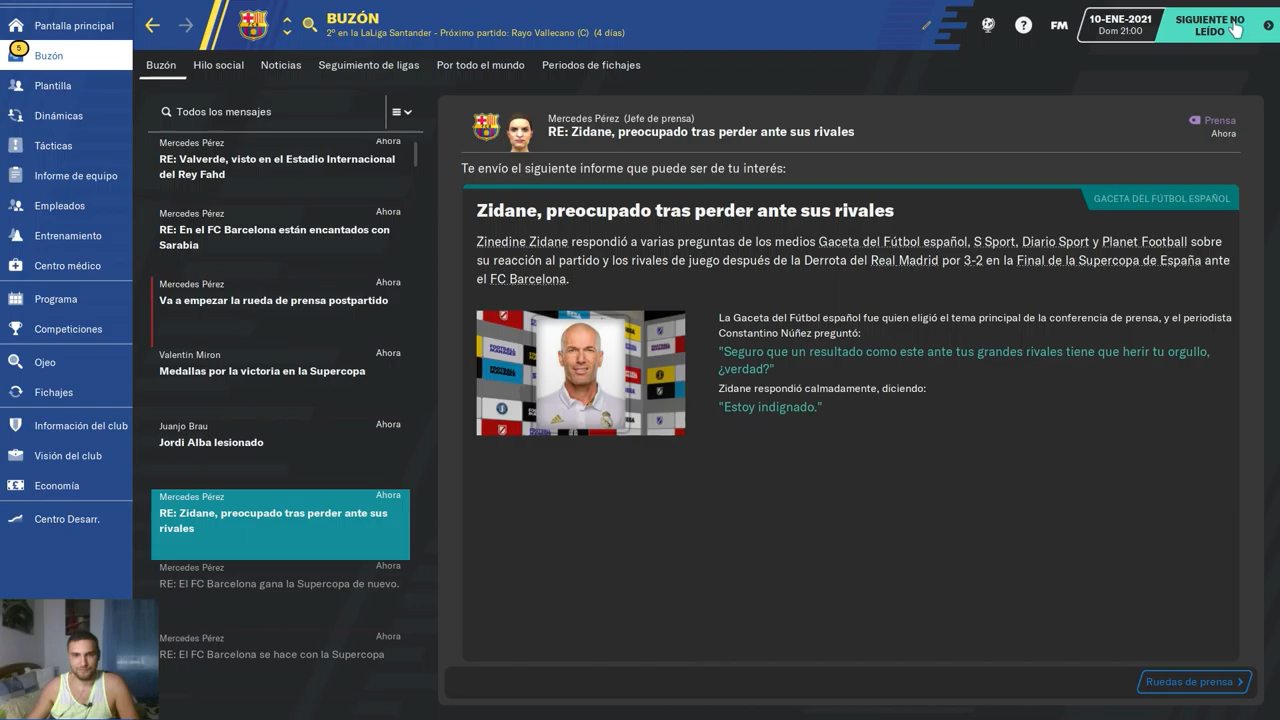 Pantalla principal
5
Buzón
Plantilla
Dinámicas
Tácticas
Informe de equipo
Empleados
Entrenamiento
Centro médico
Programa
Competiciones
Ojeo
Fichajes
Información del club
Visión del club
Economía
Centro Desarr.
BUZÓN
2º en la LaLiga Santander - Próximo partido: Rayo Vallecano (C) (4 días)
FM
10-ENE-2021
Dom 21:00
SIGUIENTE NO
LEÍDO
Buzón
Hilo social
Noticias
Seguimiento de ligas
Por todo el mundo
Periodos de fichajes
Todos los mensajes
Mercedes Pérez
Ahora
RE: Valverde, visto en el Estadio Internacional
del Rey Fahd
Mercedes Pérez
Ahora
RE: En el FC Barcelona están encantados con
Sarabia
Mercedes Pérez
Ahora
Va a empezar la rueda de prensa postpartido
Valentin Miron
Ahora
Medallas por la victoria en la Supercopa
Juanjo Brau
Ahora
Jordi Alba lesionado
Mercedes Pérez
Ahora
RE: Zidane, preocupado tras perder ante sus
rivales
Mercedes Pérez
Ahora
RE: El FC Barcelona gana la Supercopa de nuevo.
Mercedes Pérez
Ahora
RE: El FC Barcelona se hace con la Supercopa
Mercedes Pérez (Jefe de prensa)
RE: Zidane, preocupado tras perder ante sus rivales
Prensa
Ahora
Te envío el siguiente informe que puede ser de tu interés:
GACETA DEL FÚTBOL ESPAÑOL
Zidane, preocupado tras perder ante sus rivales
Zinedine Zidane respondió a varias preguntas de los medios Gaceta del Fútbol español, S Sport, Diario Sport y Planet Football sobre
su reacción al partido y los rivales de juego después de la Derrota del Real Madrid por 3-2 en la Final de la Supercopa de España ante
el FC Barcelona.
La Gaceta del Fútbol español fue quien eligió el tema principal de la conferencia de prensa, y el periodista
Constantino Núñez preguntó:
"Seguro que un resultado como este ante tus grandes rivales tiene que herir tu orgullo,
¿verdad?"
Zidane respondió calmadamente, diciendo:
"Estoy indignado."
Ruedas de prensa